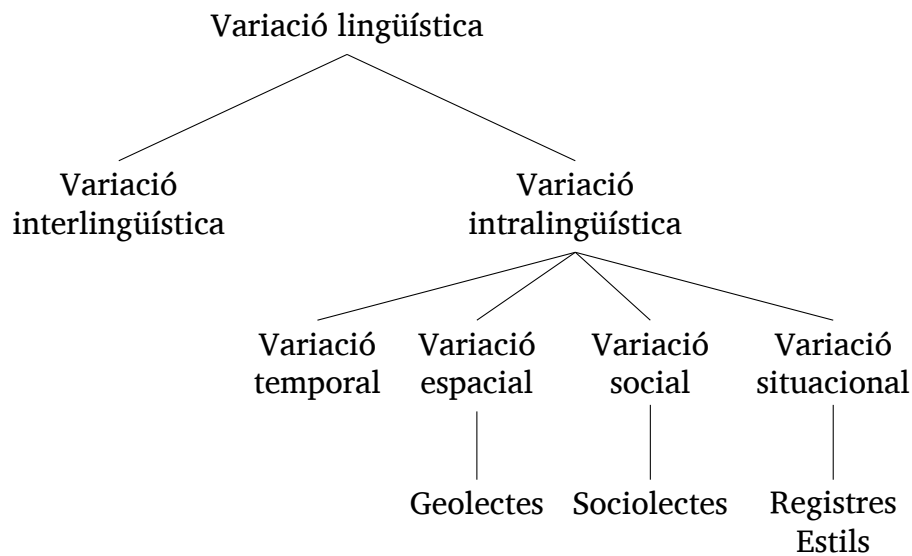 Variació lingüística
Variació
interlingüística
Variació
intralingüística
Variació
temporal
Variació
espacial
Variació
social
Variació
situacional
Geolectes
Sociolectes
Registres
Estils